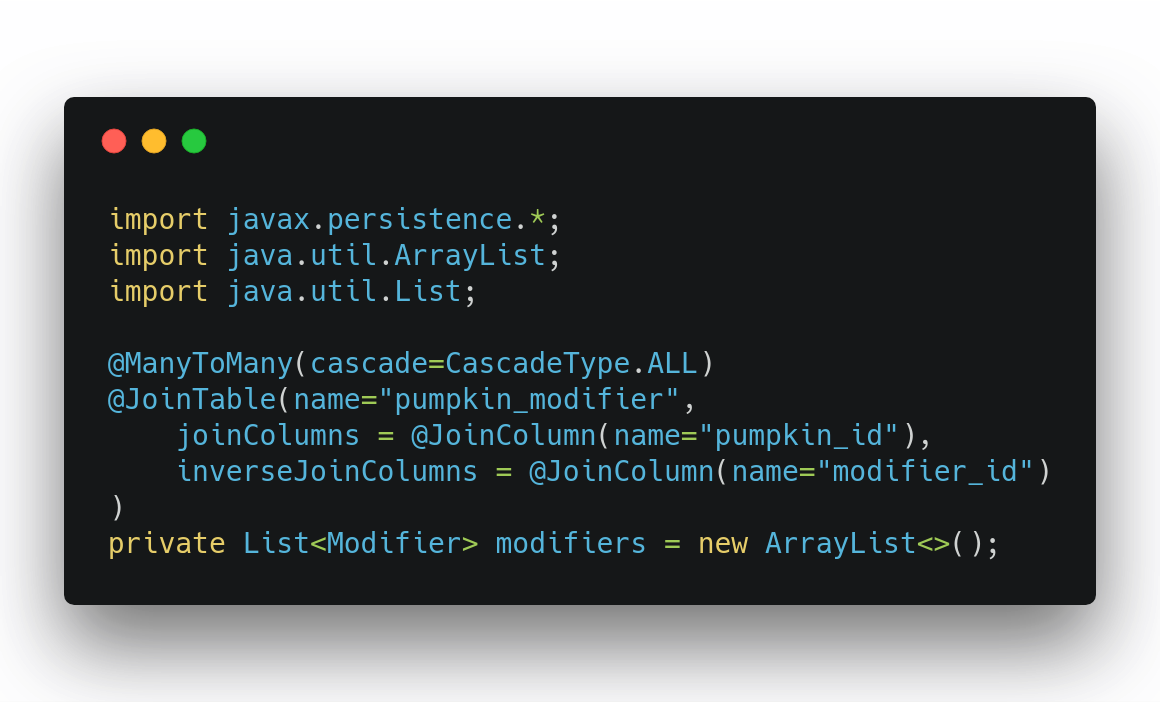 import javax.persistence.*;
import java.util.ArrayList;
import java.util.List;

@ManyToMany(cascade=CascadeType.ALL)
@JoinTable(name="pumpkin_modifier",
    joinColumns = @JoinColumn(name="pumpkin_id"),
    inverseJoinColumns = @JoinColumn(name="modifier_id")
)
private List<Modifier> modifiers = new ArrayList<>();